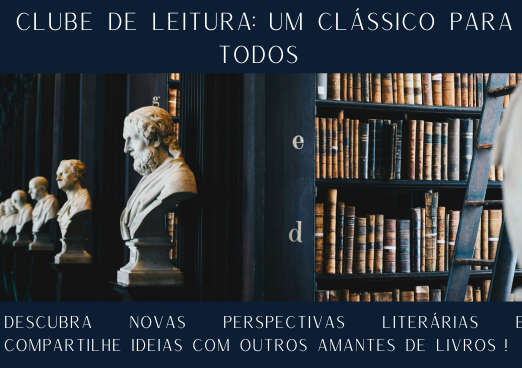 CLUBE DE LEITURA: UM CLÁSSICO PARA
TODOS
g
e
d
DESCUBRA NOVAS PERSPECTIVAS LITERÁRIAS E
COMPARTILHE IDEIAS COM OUTROS AMANTES DE LIVROS !